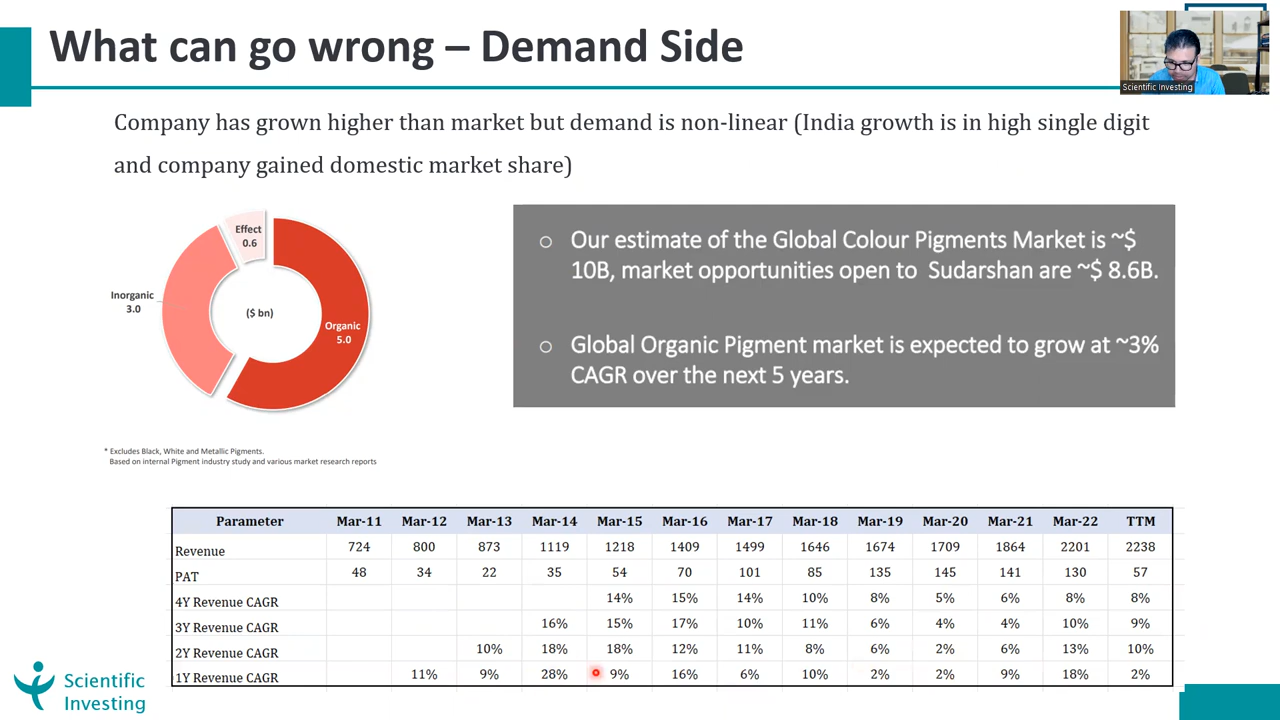 What can go wrong – Demand Side
Scientific Investing
Company has grown higher than market but demand is non-linear (India growth is in high single digit
and company gained domestic market share)
Effect
0.6
Inorganic
3.0
($ bn)
Organic
5.0
* Excludes Black, White and Metallic Pigments.
Based on internal Pigment industry study and various market research reports
o Our estimate of the Global Colour Pigments Market is ~$
10B, market opportunities open to Sudarshan are ~$ 8.6B.
o Global Organic Pigment market is expected to grow at ~3%
CAGR over the next 5 years.
Parameter Mar-11 Mar-12 Mar-13 Mar-14 Mar-15 Mar-16 Mar-17 Mar-18 Mar-19 Mar-20 Mar-21 Mar-22 TTM
Revenue 724 800 873 1119 1218 1409 1499 1646 1674 1709 1864 2201 2238
PAT 48 34 22 35 54 70 101 85 135 145 141 130 57
4Y Revenue CAGR 14% 15% 14% 10% 8% 5% 6% 8% 8%
3Y Revenue CAGR 16% 15% 17% 10% 11% 6% 4% 4% 10% 9%
2Y Revenue CAGR 10% 18% 18% 12% 11% 8% 6% 2% 6% 13% 10%
1Y Revenue CAGR 11% 9% 28% 9% 16% 6% 10% 2% 2% 9% 18% 2%
Scientific
Investing